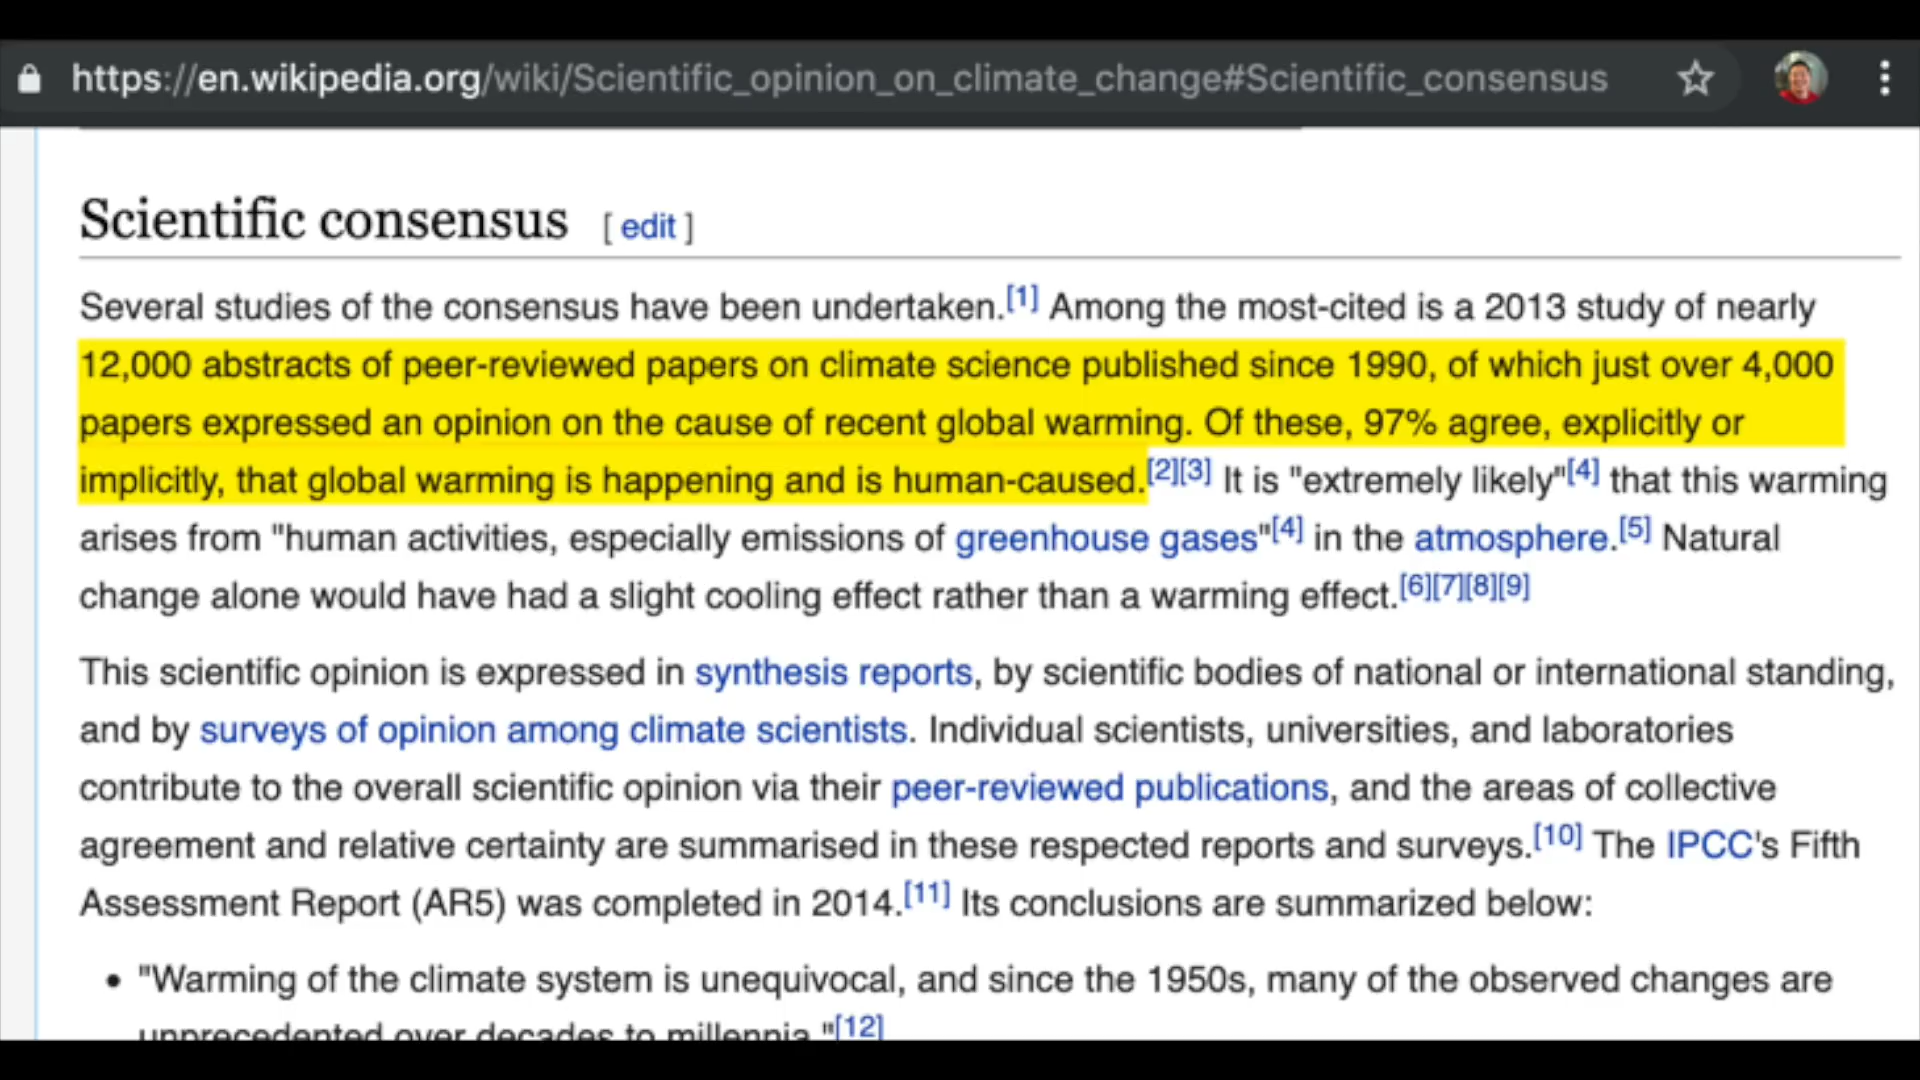 https://en.wikipedia.org/wiki/Scientific_opinion_on_climate_change#Scientific_consensus
Scientific consensus [ edit ]
Several studies of the consensus have been undertaken.[1] Among the most-cited is a 2013 study of nearly
12,000 abstracts of peer-reviewed papers on climate science published since 1990, of which just over 4,000
papers expressed an opinion on the cause of recent global warming. Of these, 97% agree, explicitly or
implicitly, that global warming is happening and is human-caused.[2][3] It is "extremely likely"[4] that this warming
arises from "human activities, especially emissions of greenhouse gases"[4] in the atmosphere.[5] Natural
change alone would have had a slight cooling effect rather than a warming effect.[6][7][8][9]
This scientific opinion is expressed in synthesis reports, by scientific bodies of national or international standing,
and by surveys of opinion among climate scientists. Individual scientists, universities, and laboratories
contribute to the overall scientific opinion via their peer-reviewed publications, and the areas of collective
agreement and relative certainty are summarised in these respected reports and surveys.[10] The IPCC's Fifth
Assessment Report (AR5) was completed in 2014.[11] Its conclusions are summarized below:
• "Warming of the climate system is unequivocal, and since the 1950s, many of the observed changes are
unprecedented over decades to millennia."[12]